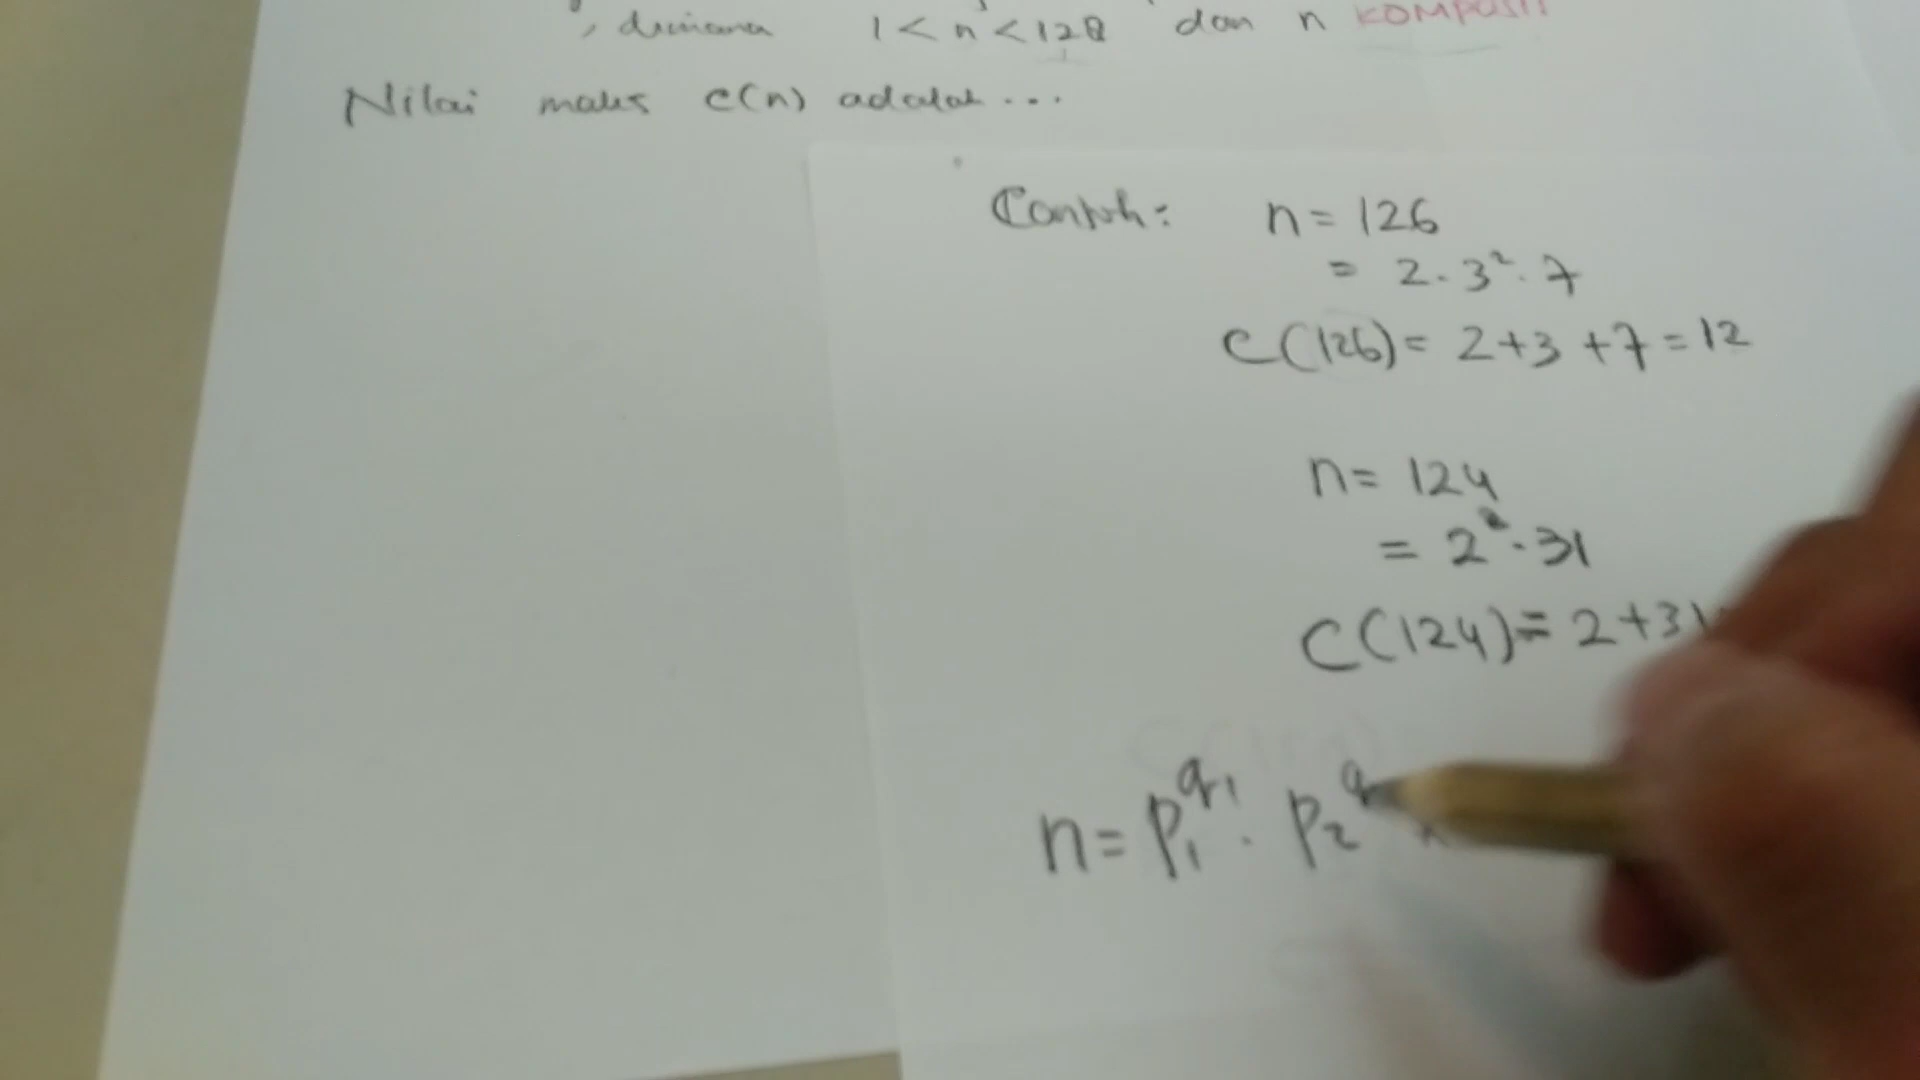 , dimana 1 < n < 128 dan n KOMPOSIT
Nilai maks C(n) adalah ...
Contoh: n = 126
= 2 . 3² . 7
C(126) = 2 + 3 + 7 = 12
n = 124
= 2² . 31
C(124) = 2 + 31
n = p₁^q₁ . p₂^q